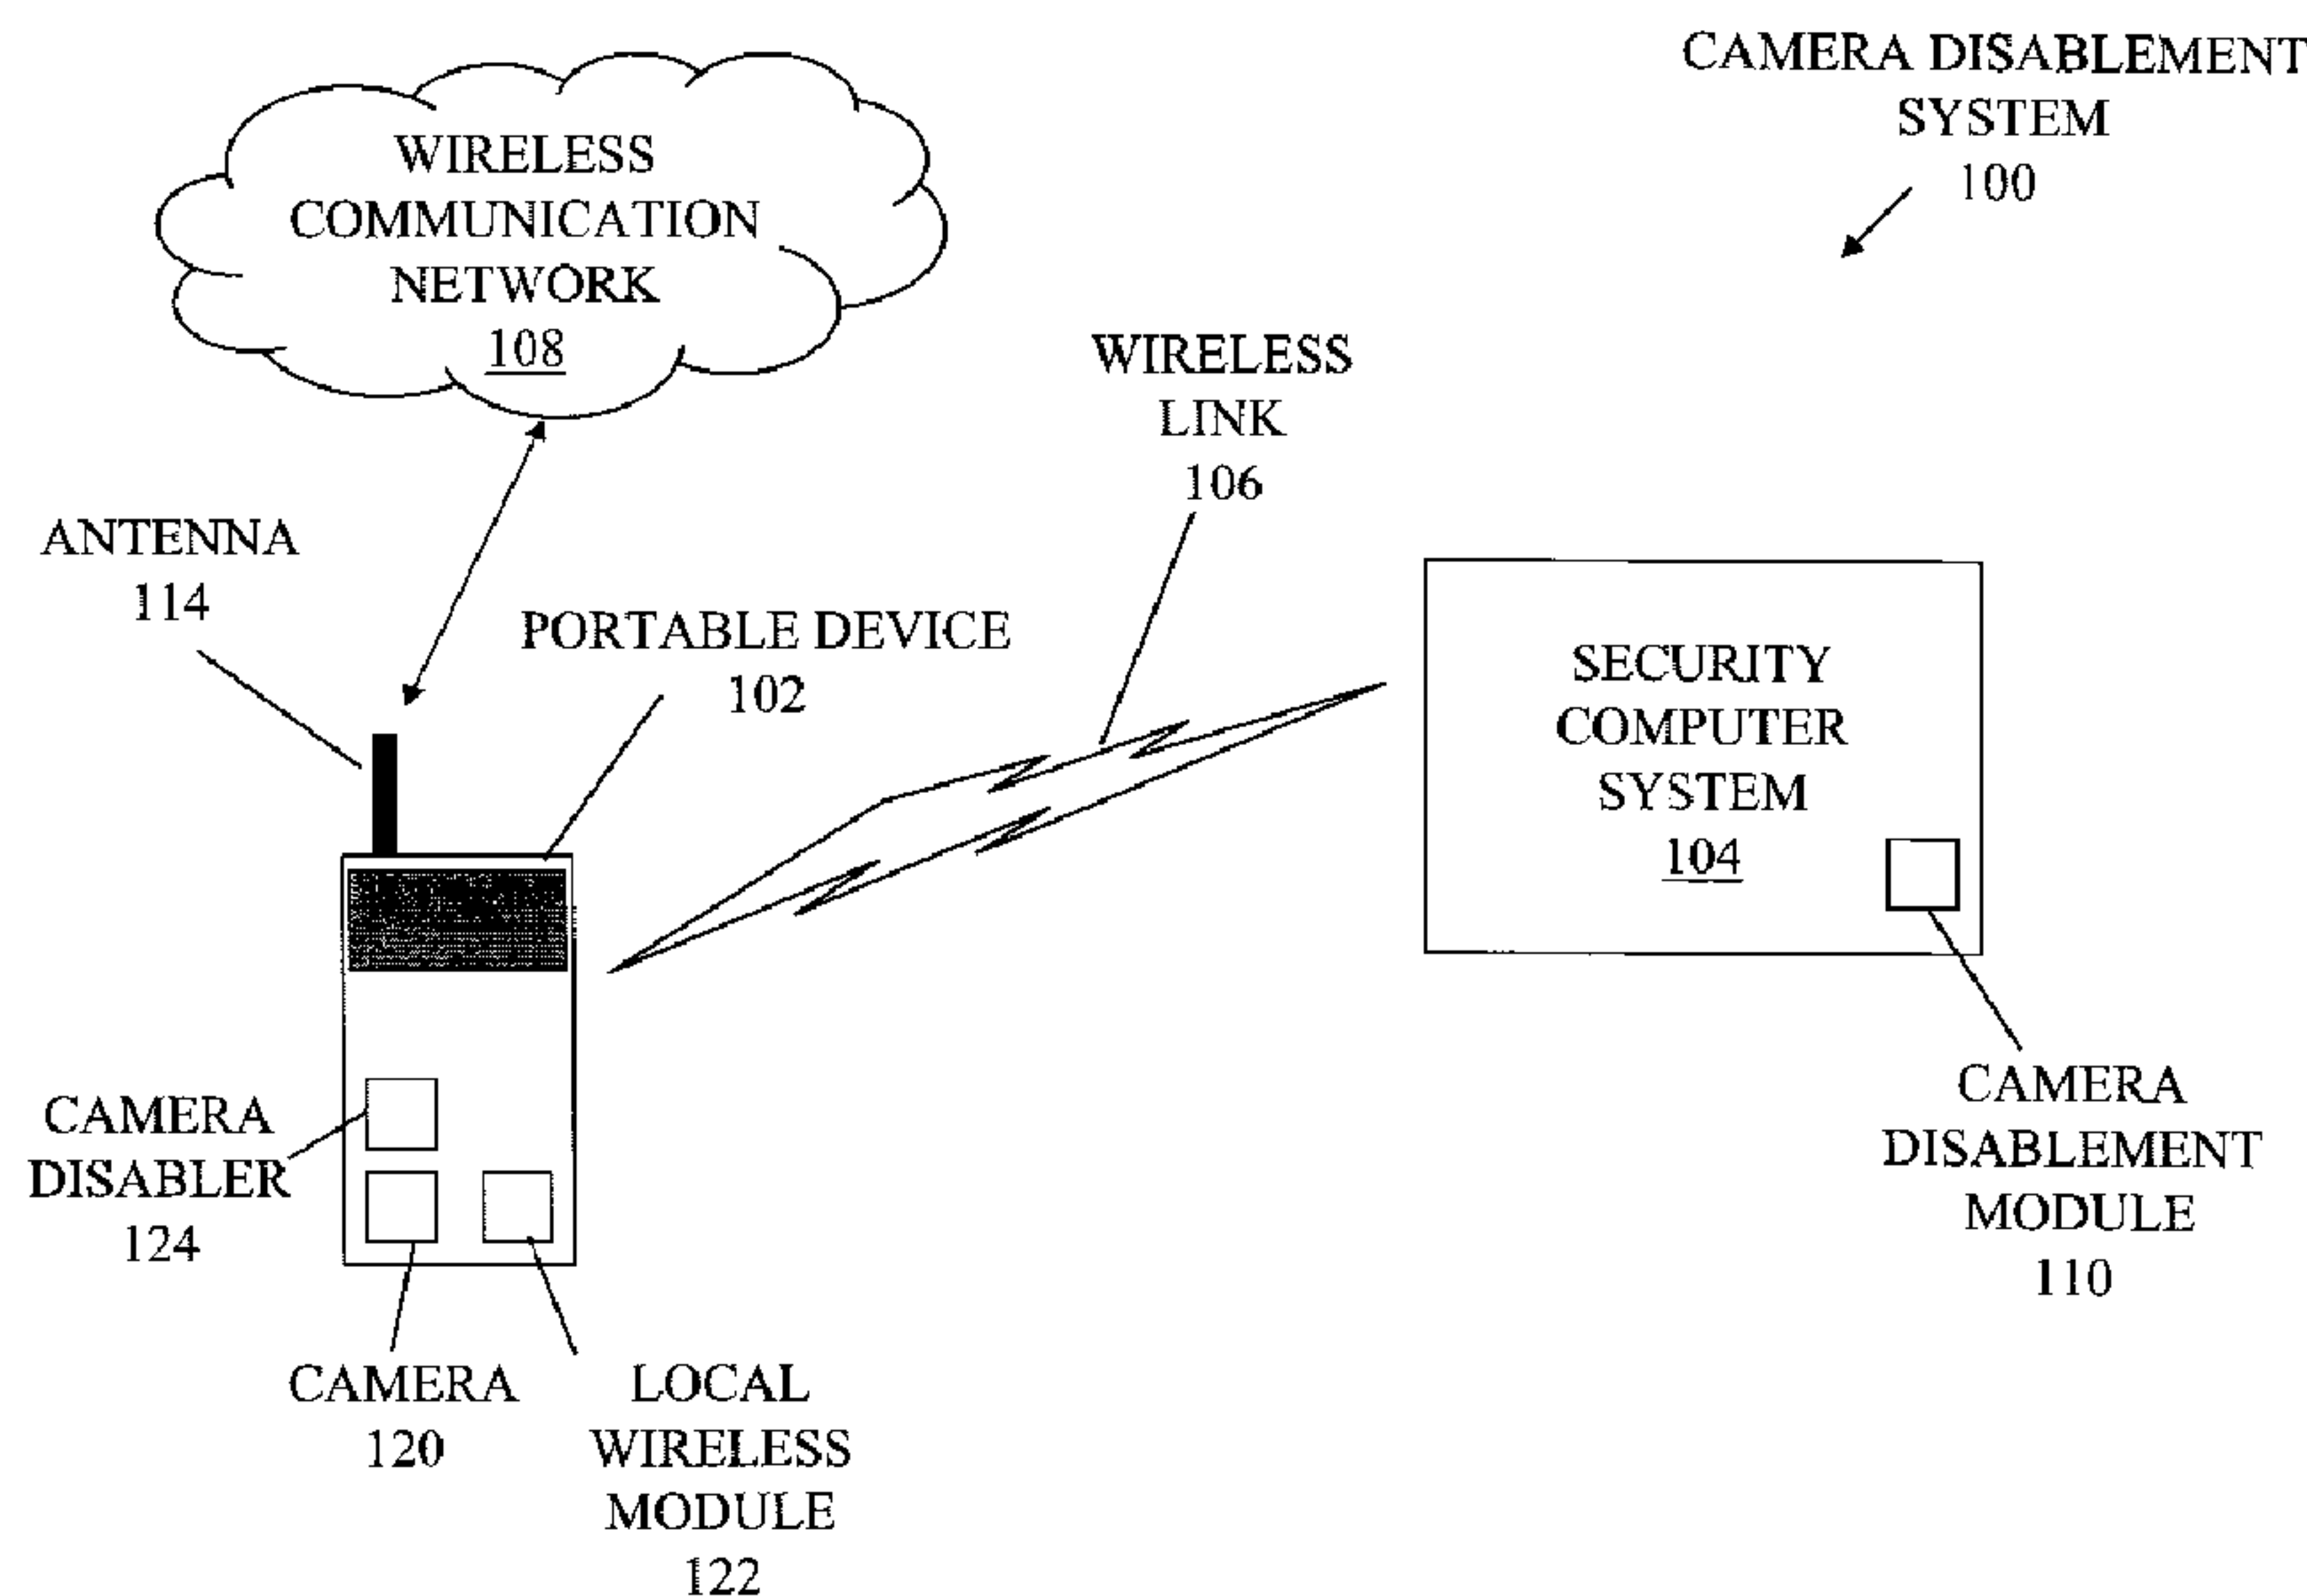 CAMERA DISABLEMENT
SYSTEM
100
WIRELESS
COMMUNICATION
NETWORK
108
WIRELESS
LINK
106
ANTENNA
114
PORTABLE DEVICE
102
SECURITY
COMPUTER
SYSTEM
104
CAMERA
DISABLER
124
CAMERA
DISABLEMENT
MODULE
110
CAMERA
120
LOCAL
WIRELESS
MODULE
122